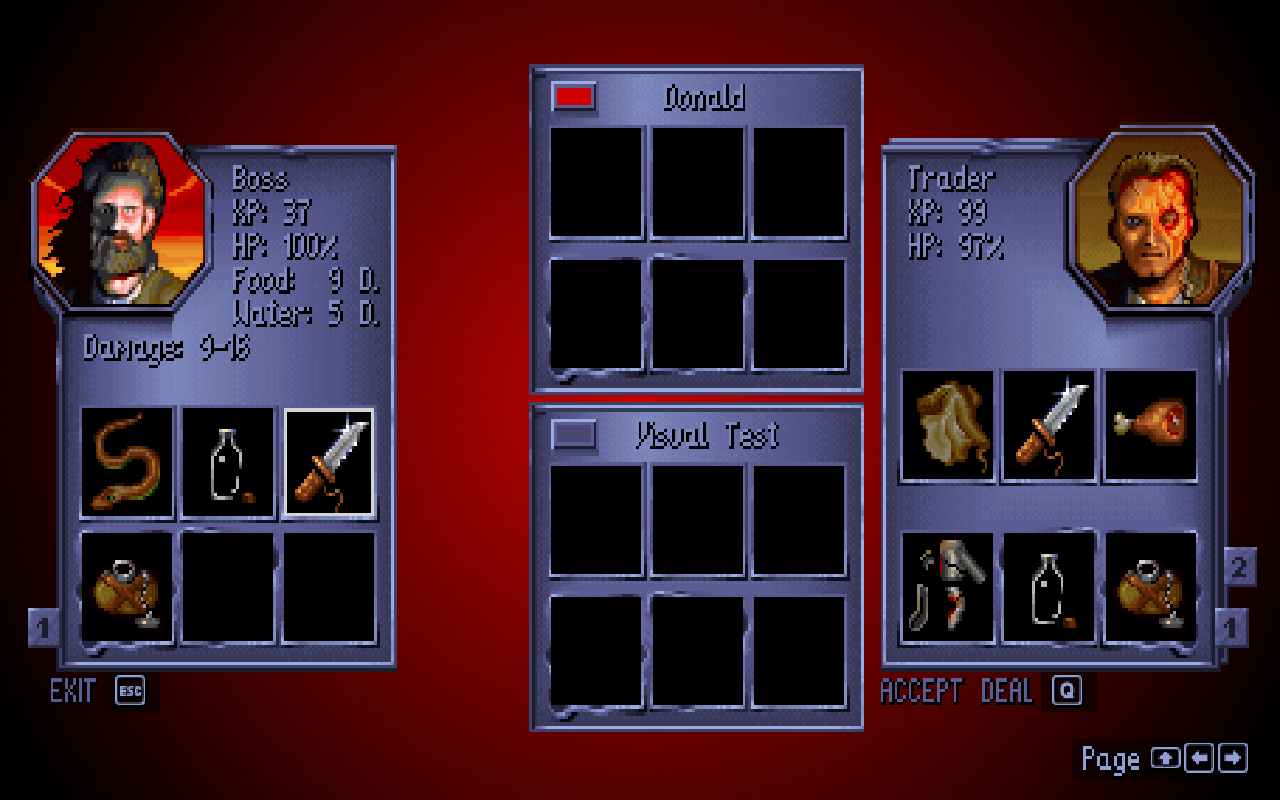 Boss
XP: 37
HP: 100%
Food: 9 D.
Water: 5 D.
Damage: 9-18
1
EXIT ESC
Donald
Visual Test
Trader
XP: 99
HP: 97%
2
1
ACCEPT DEAL Q
Page